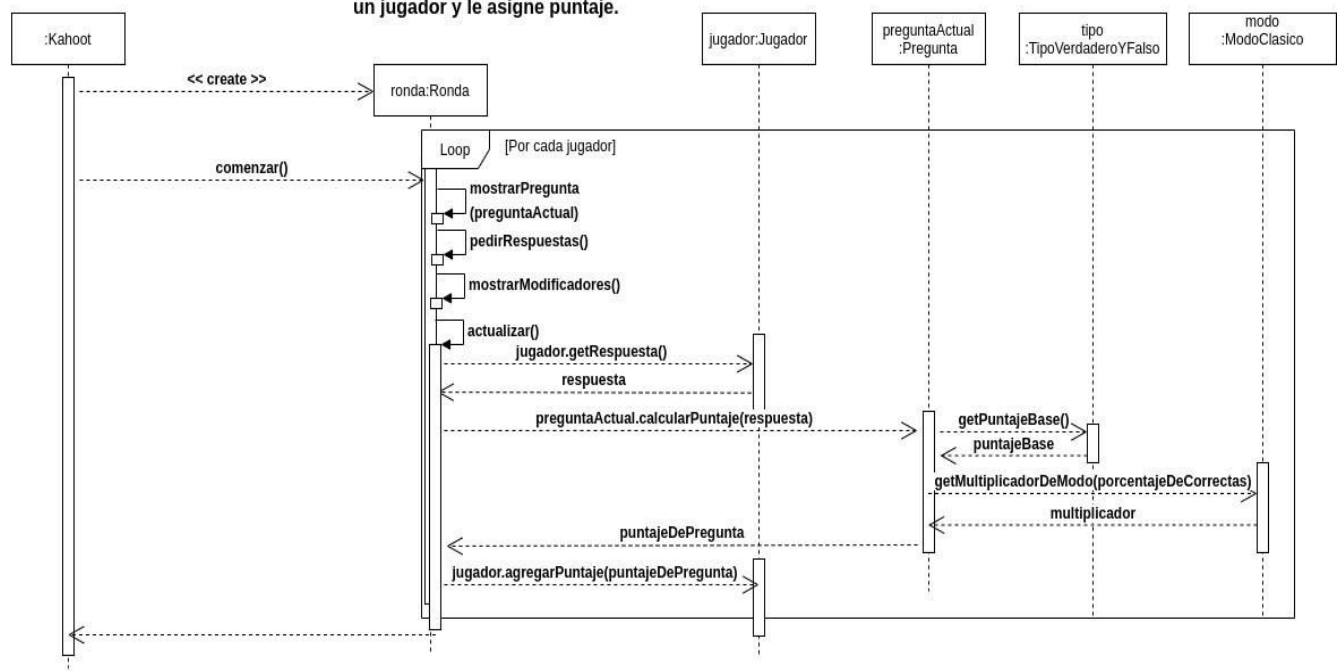 un jugador y le asigne puntaje.
:Kahoot
jugador:Jugador
preguntaActual
:Pregunta
tipo
:TipoVerdaderoYFalso
modo
:ModoClasico
<< create >>
ronda:Ronda
Loop
[Por cada jugador]
comenzar()
mostrarPregunta
(preguntaActual)
pedirRespuestas()
mostrarModificadores()
actualizar()
jugador.getRespuesta()
respuesta
preguntaActual.calcularPuntaje(respuesta)
getPuntajeBase()
puntajeBase
getMultiplicadorDeModo(porcentajeDeCorrectas)
multiplicador
puntajeDePregunta
jugador.agregarPuntaje(puntajeDePregunta)